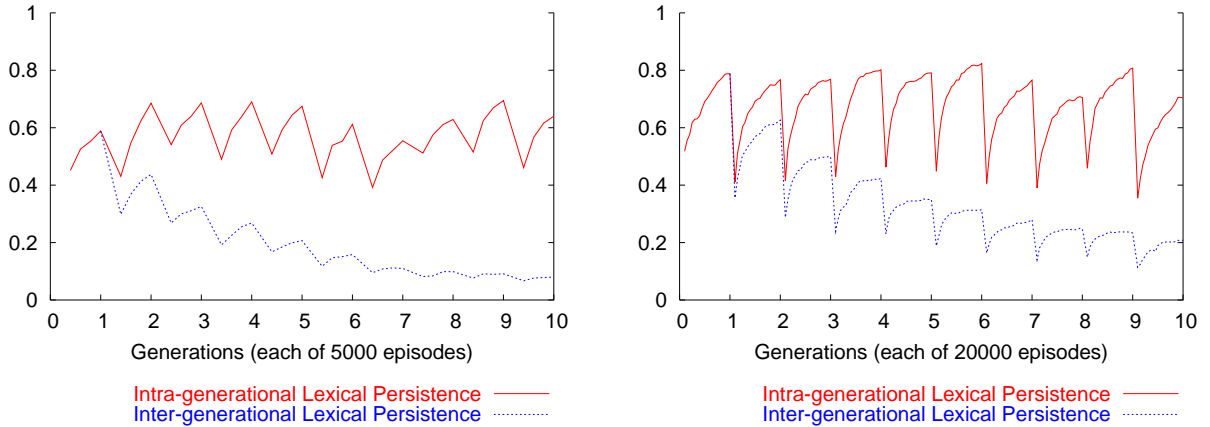 1
0.8
0.6
0.4
0.2
0
0 1 2 3 4 5 6 7 8 9 10
Generations (each of 5000 episodes)
Intra-generational Lexical Persistence
Inter-generational Lexical Persistence
1
0.8
0.6
0.4
0.2
0
0 1 2 3 4 5 6 7 8 9 10
Generations (each of 20000 episodes)
Intra-generational Lexical Persistence
Inter-generational Lexical Persistence